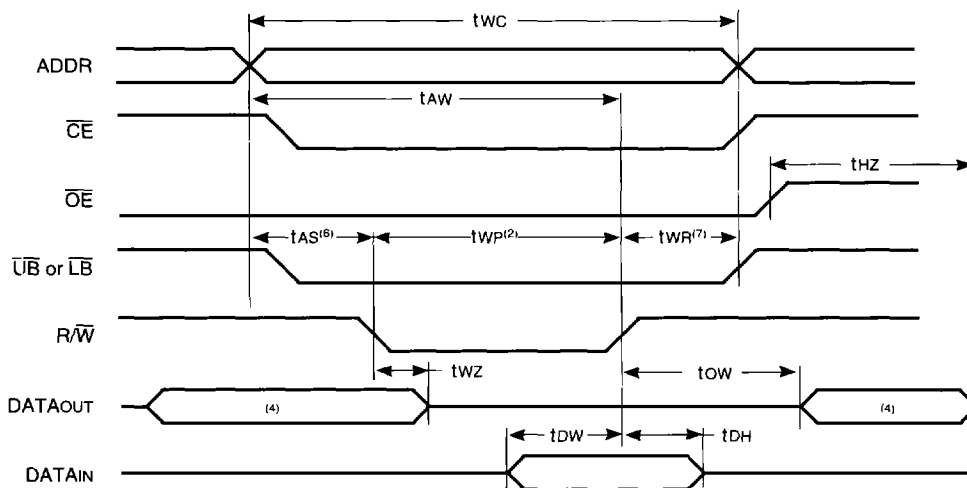 tWC
ADDR
tAW
CE
tHZ
OE
tAS(6) tWP(2) tWR(7)
UB or LB
R/W
tWZ tOW
DATAOUT (4) (4)
tDW tDH
DATAIN